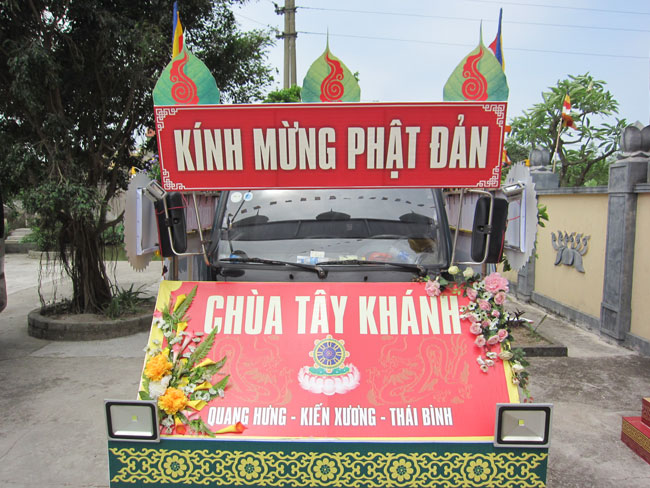 KÍNH MỪNG PHẬT ĐẢN
CHÙA TÂY KHÁNH
QUANG HƯNG - KIẾN XƯƠNG - THÁI BÌNH